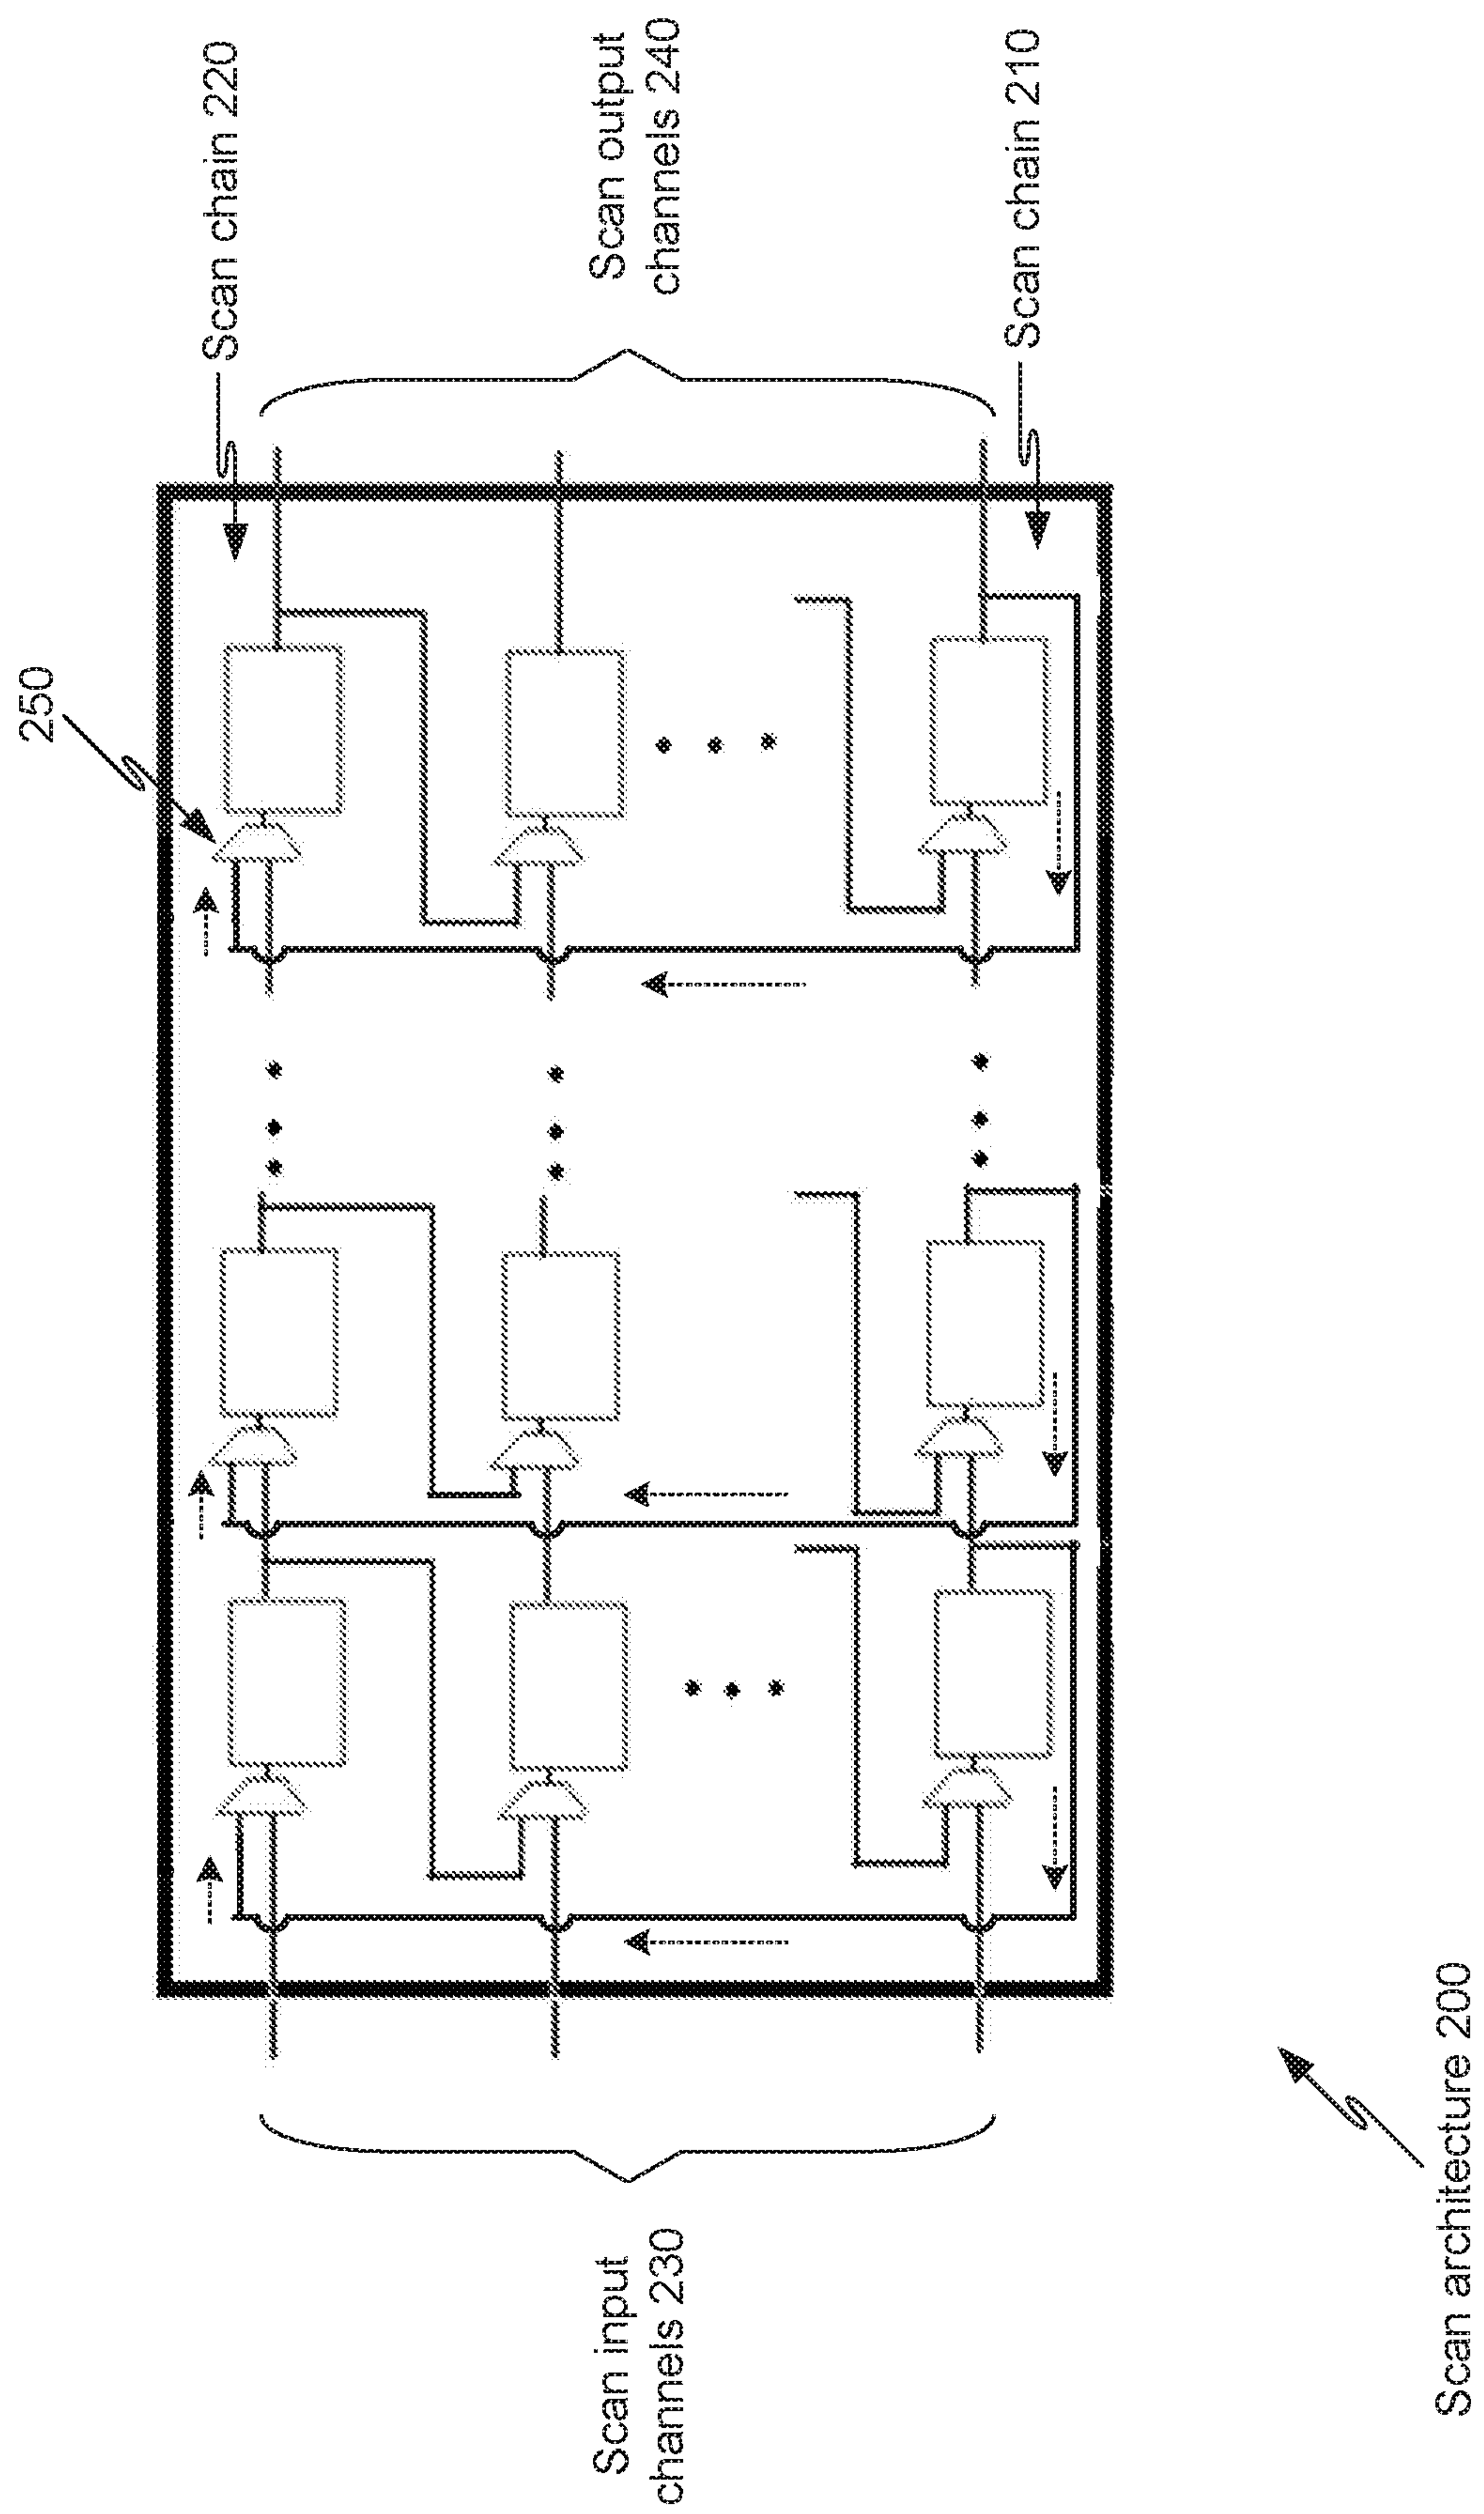 250
Scan chain 220
Scan output
channels 240
Scan chain 210
Scan input
channels 230
Scan architecture 200